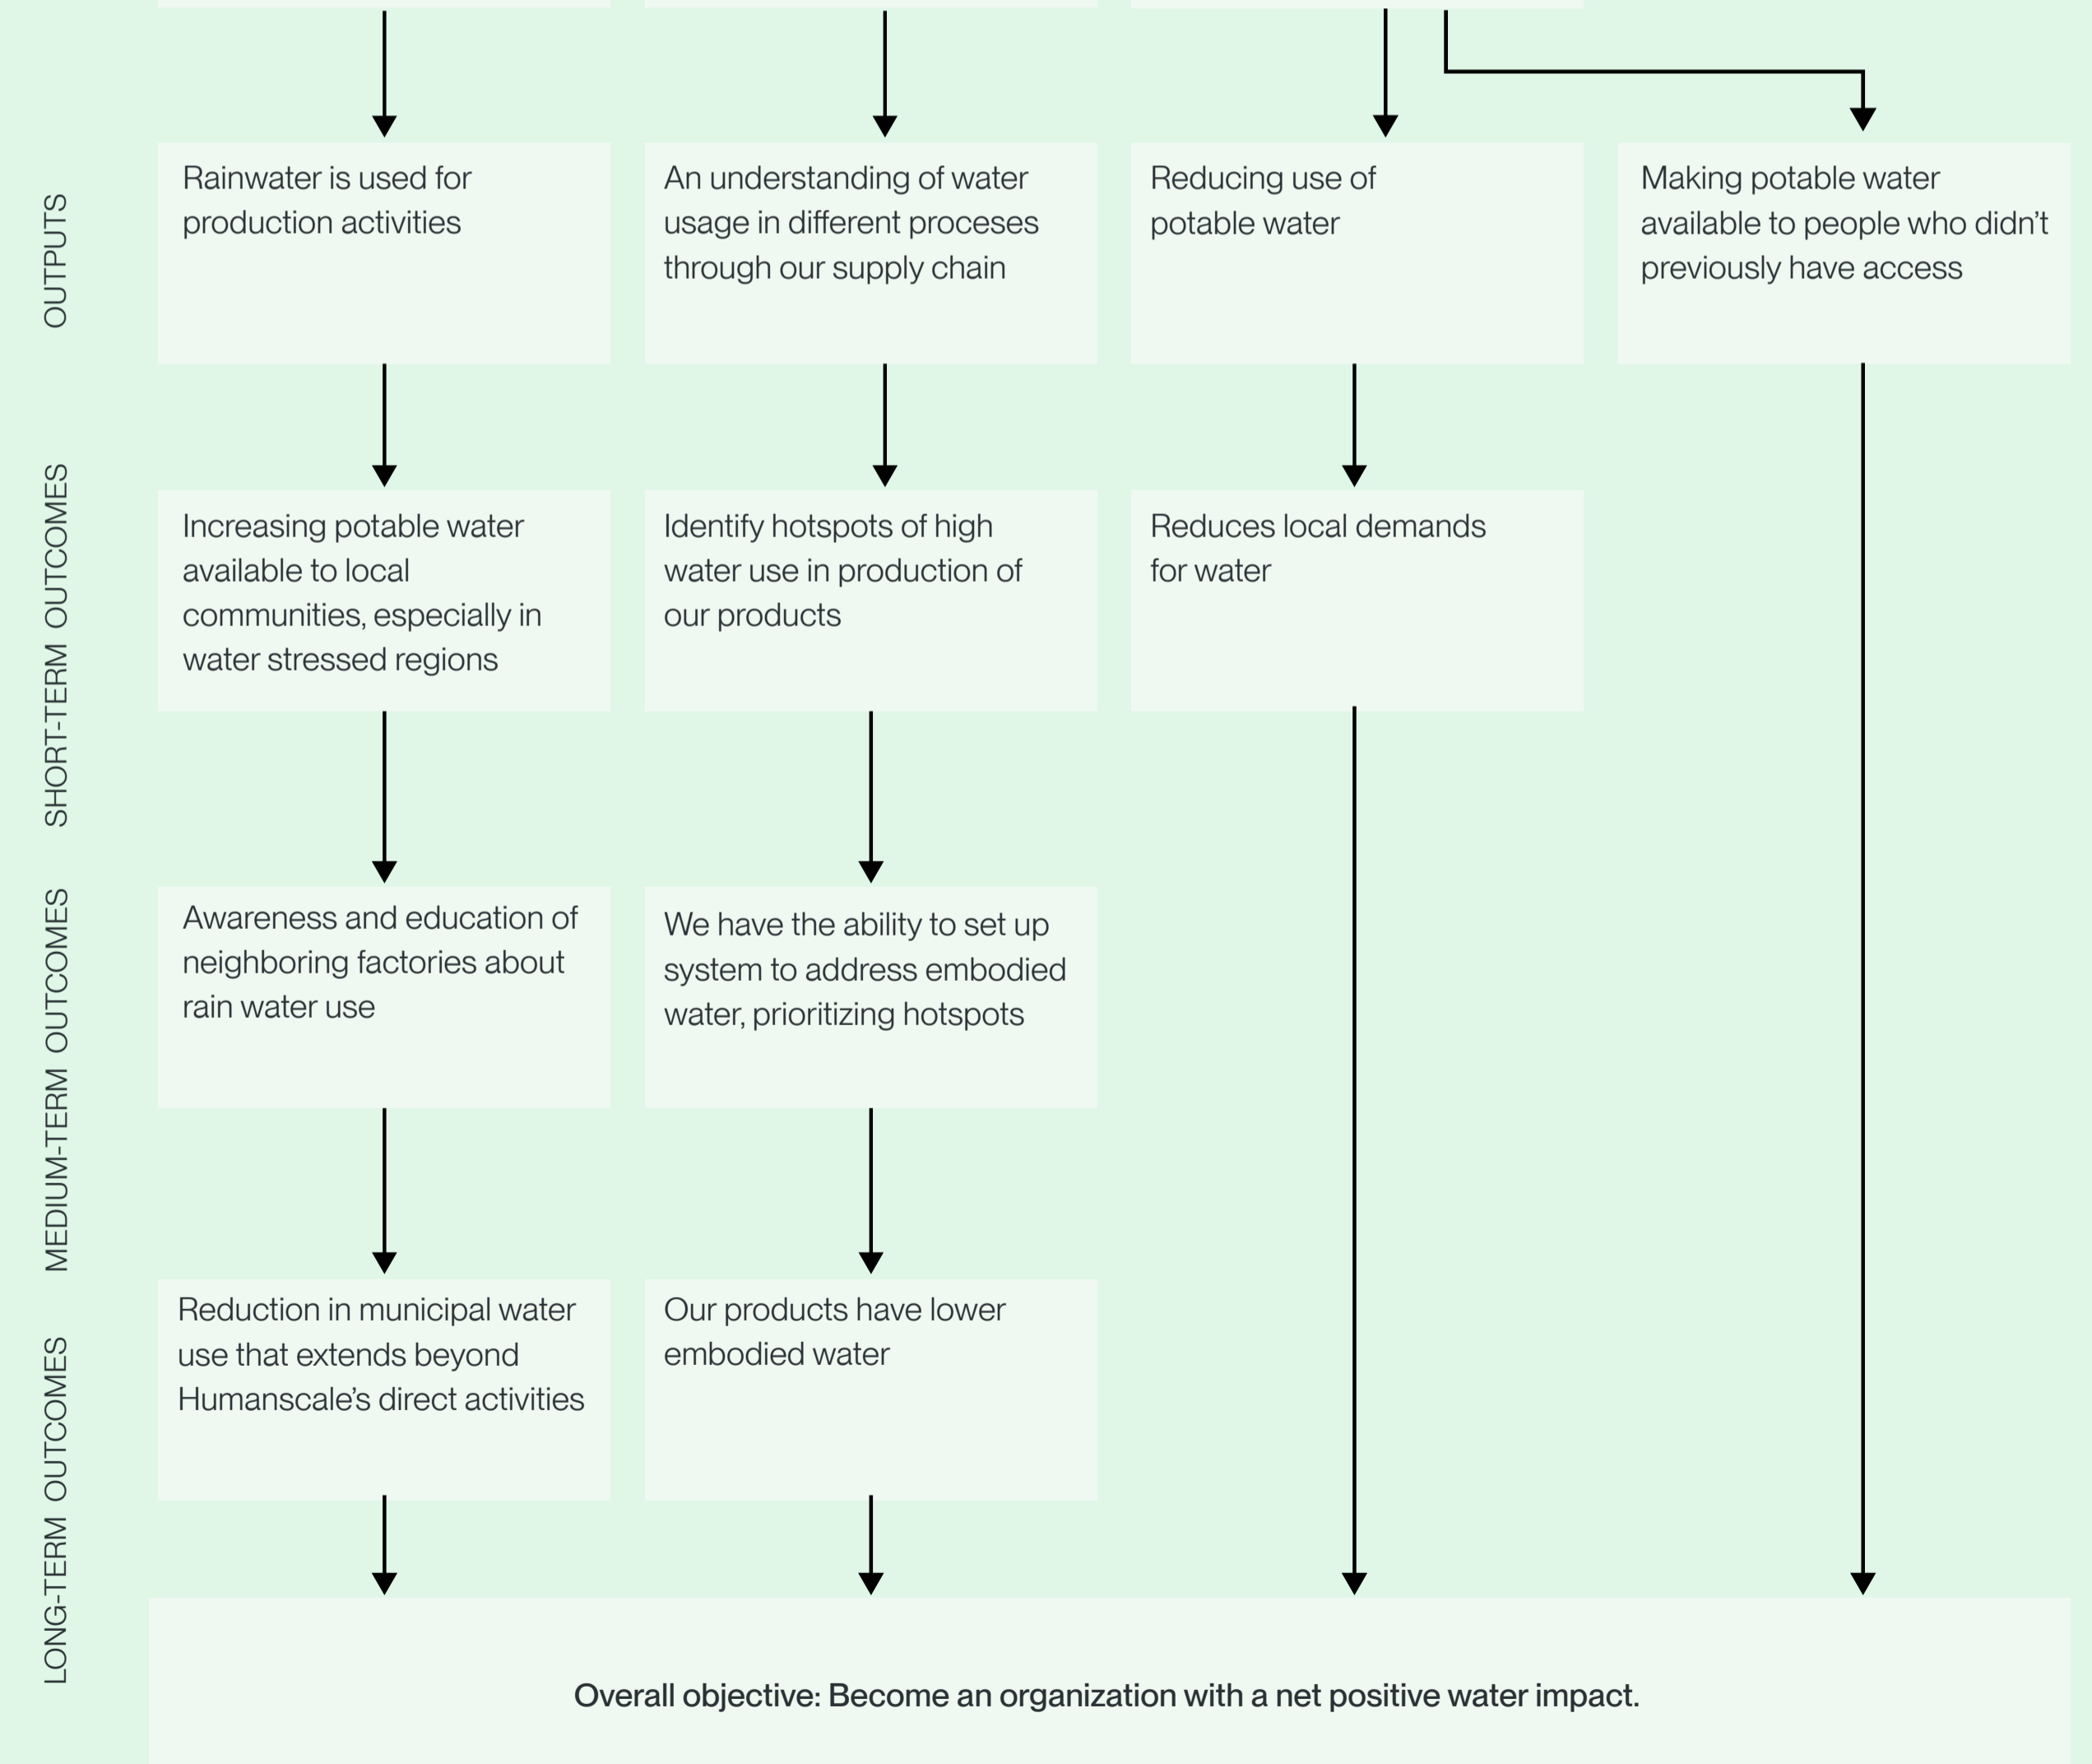 OUTPUTS
Rainwater is used for
production activities
An understanding of water
usage in different proceses
through our supply chain
Reducing use of
potable water
Making potable water
available to people who didn’t
previously have access
SHORT-TERM OUTCOMES
Increasing potable water
available to local
communities, especially in
water stressed regions
Identify hotspots of high
water use in production of
our products
Reduces local demands
for water
MEDIUM-TERM OUTCOMES
Awareness and education of
neighboring factories about
rain water use
We have the ability to set up
system to address embodied
water, prioritizing hotspots
LONG-TERM OUTCOMES
Reduction in municipal water
use that extends beyond
Humanscale’s direct activities
Our products have lower
embodied water
Overall objective: Become an organization with a net positive water impact.